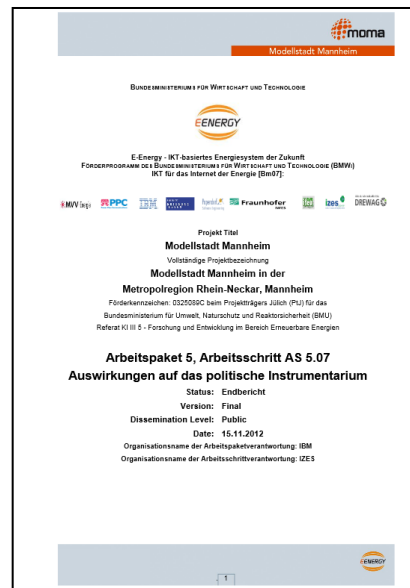 moma
Modellstadt Mannheim
BUNDESMINISTERIUMS FÜR WIRTSCHAFT UND TECHNOLOGIE
EENERGY
E-Energy - IKT-basiertes Energiesystem der Zukunft
FÖRDERPROGRAMM DES BUNDESMINISTERIUMS FÜR WIRTSCHAFT UND TECHNOLOGIE (BMWi)
IKT für das Internet der Energie [Bm07]:
MVV Energie PPC IBM Fraunhofer IWES ifeu izes DREWAG
Projekt Titel
Modellstadt Mannheim
Vollständige Projektbezeichnung
Modellstadt Mannheim in der
Metropolregion Rhein-Neckar, Mannheim
Förderkennzeichen: 0325089C beim Projektträgers Jülich (PtJ) für das
Bundesministerium für Umwelt, Naturschutz und Reaktorsicherheit (BMU)
Referat KI III 5 - Forschung und Entwicklung im Bereich Erneuerbare Energien
Arbeitspaket 5, Arbeitsschritt AS 5.07
Auswirkungen auf das politische Instrumentarium
Status: Endbericht
Version: Final
Dissemination Level: Public
Date: 15.11.2012
Organisationsname der Arbeitspaketverantwortung: IBM
Organisationsname der Arbeitsschrittverantwortung: IZES
EENERGY
1